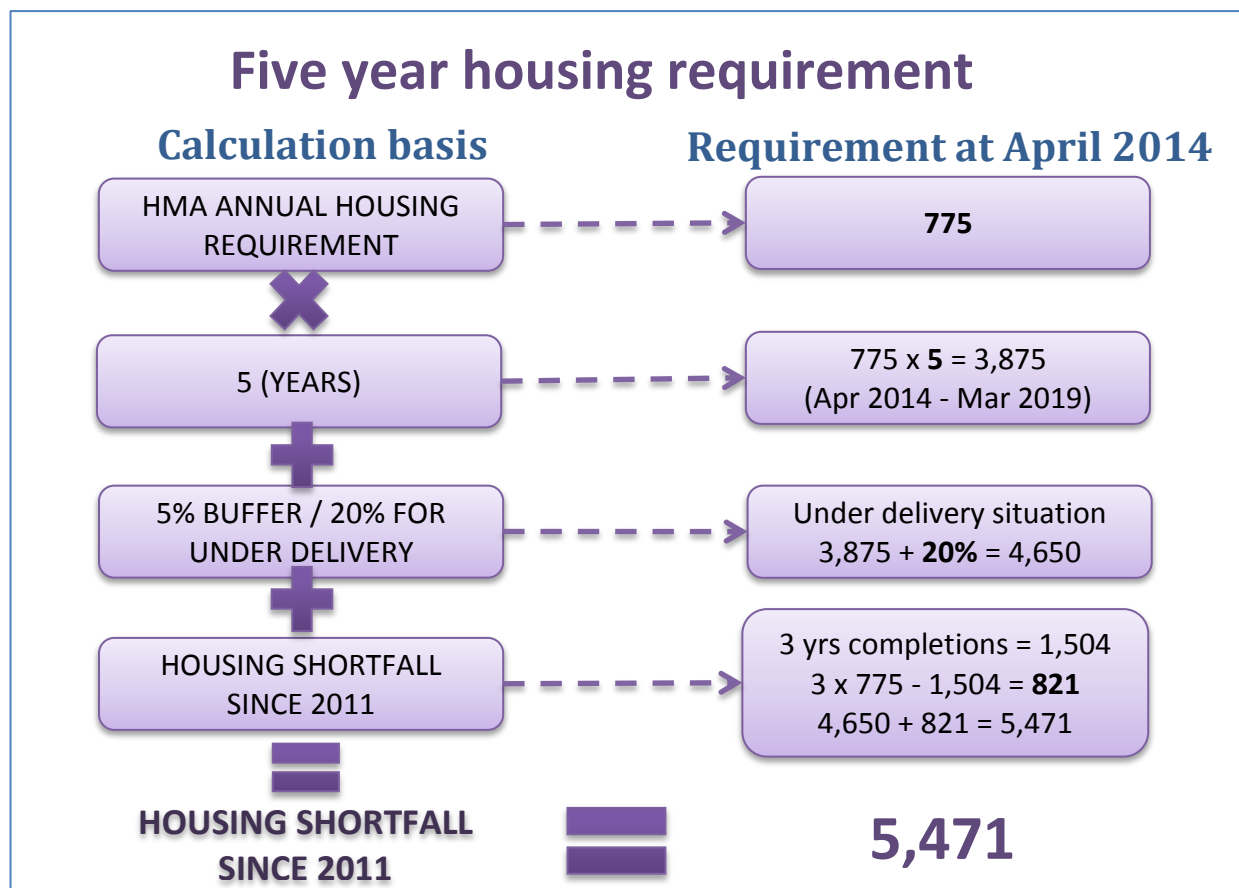 Five year housing requirement
Calculation basis
Requirement at April 2014
HMA ANNUAL HOUSING
REQUIREMENT
775
5 (YEARS)
775 x 5 = 3,875
(Apr 2014 - Mar 2019)
5% BUFFER / 20% FOR
UNDER DELIVERY
Under delivery situation
3,875 + 20% = 4,650
HOUSING SHORTFALL
SINCE 2011
3 yrs completions = 1,504
3 x 775 - 1,504 = 821
4,650 + 821 = 5,471
HOUSING SHORTFALL
SINCE 2011
5,471